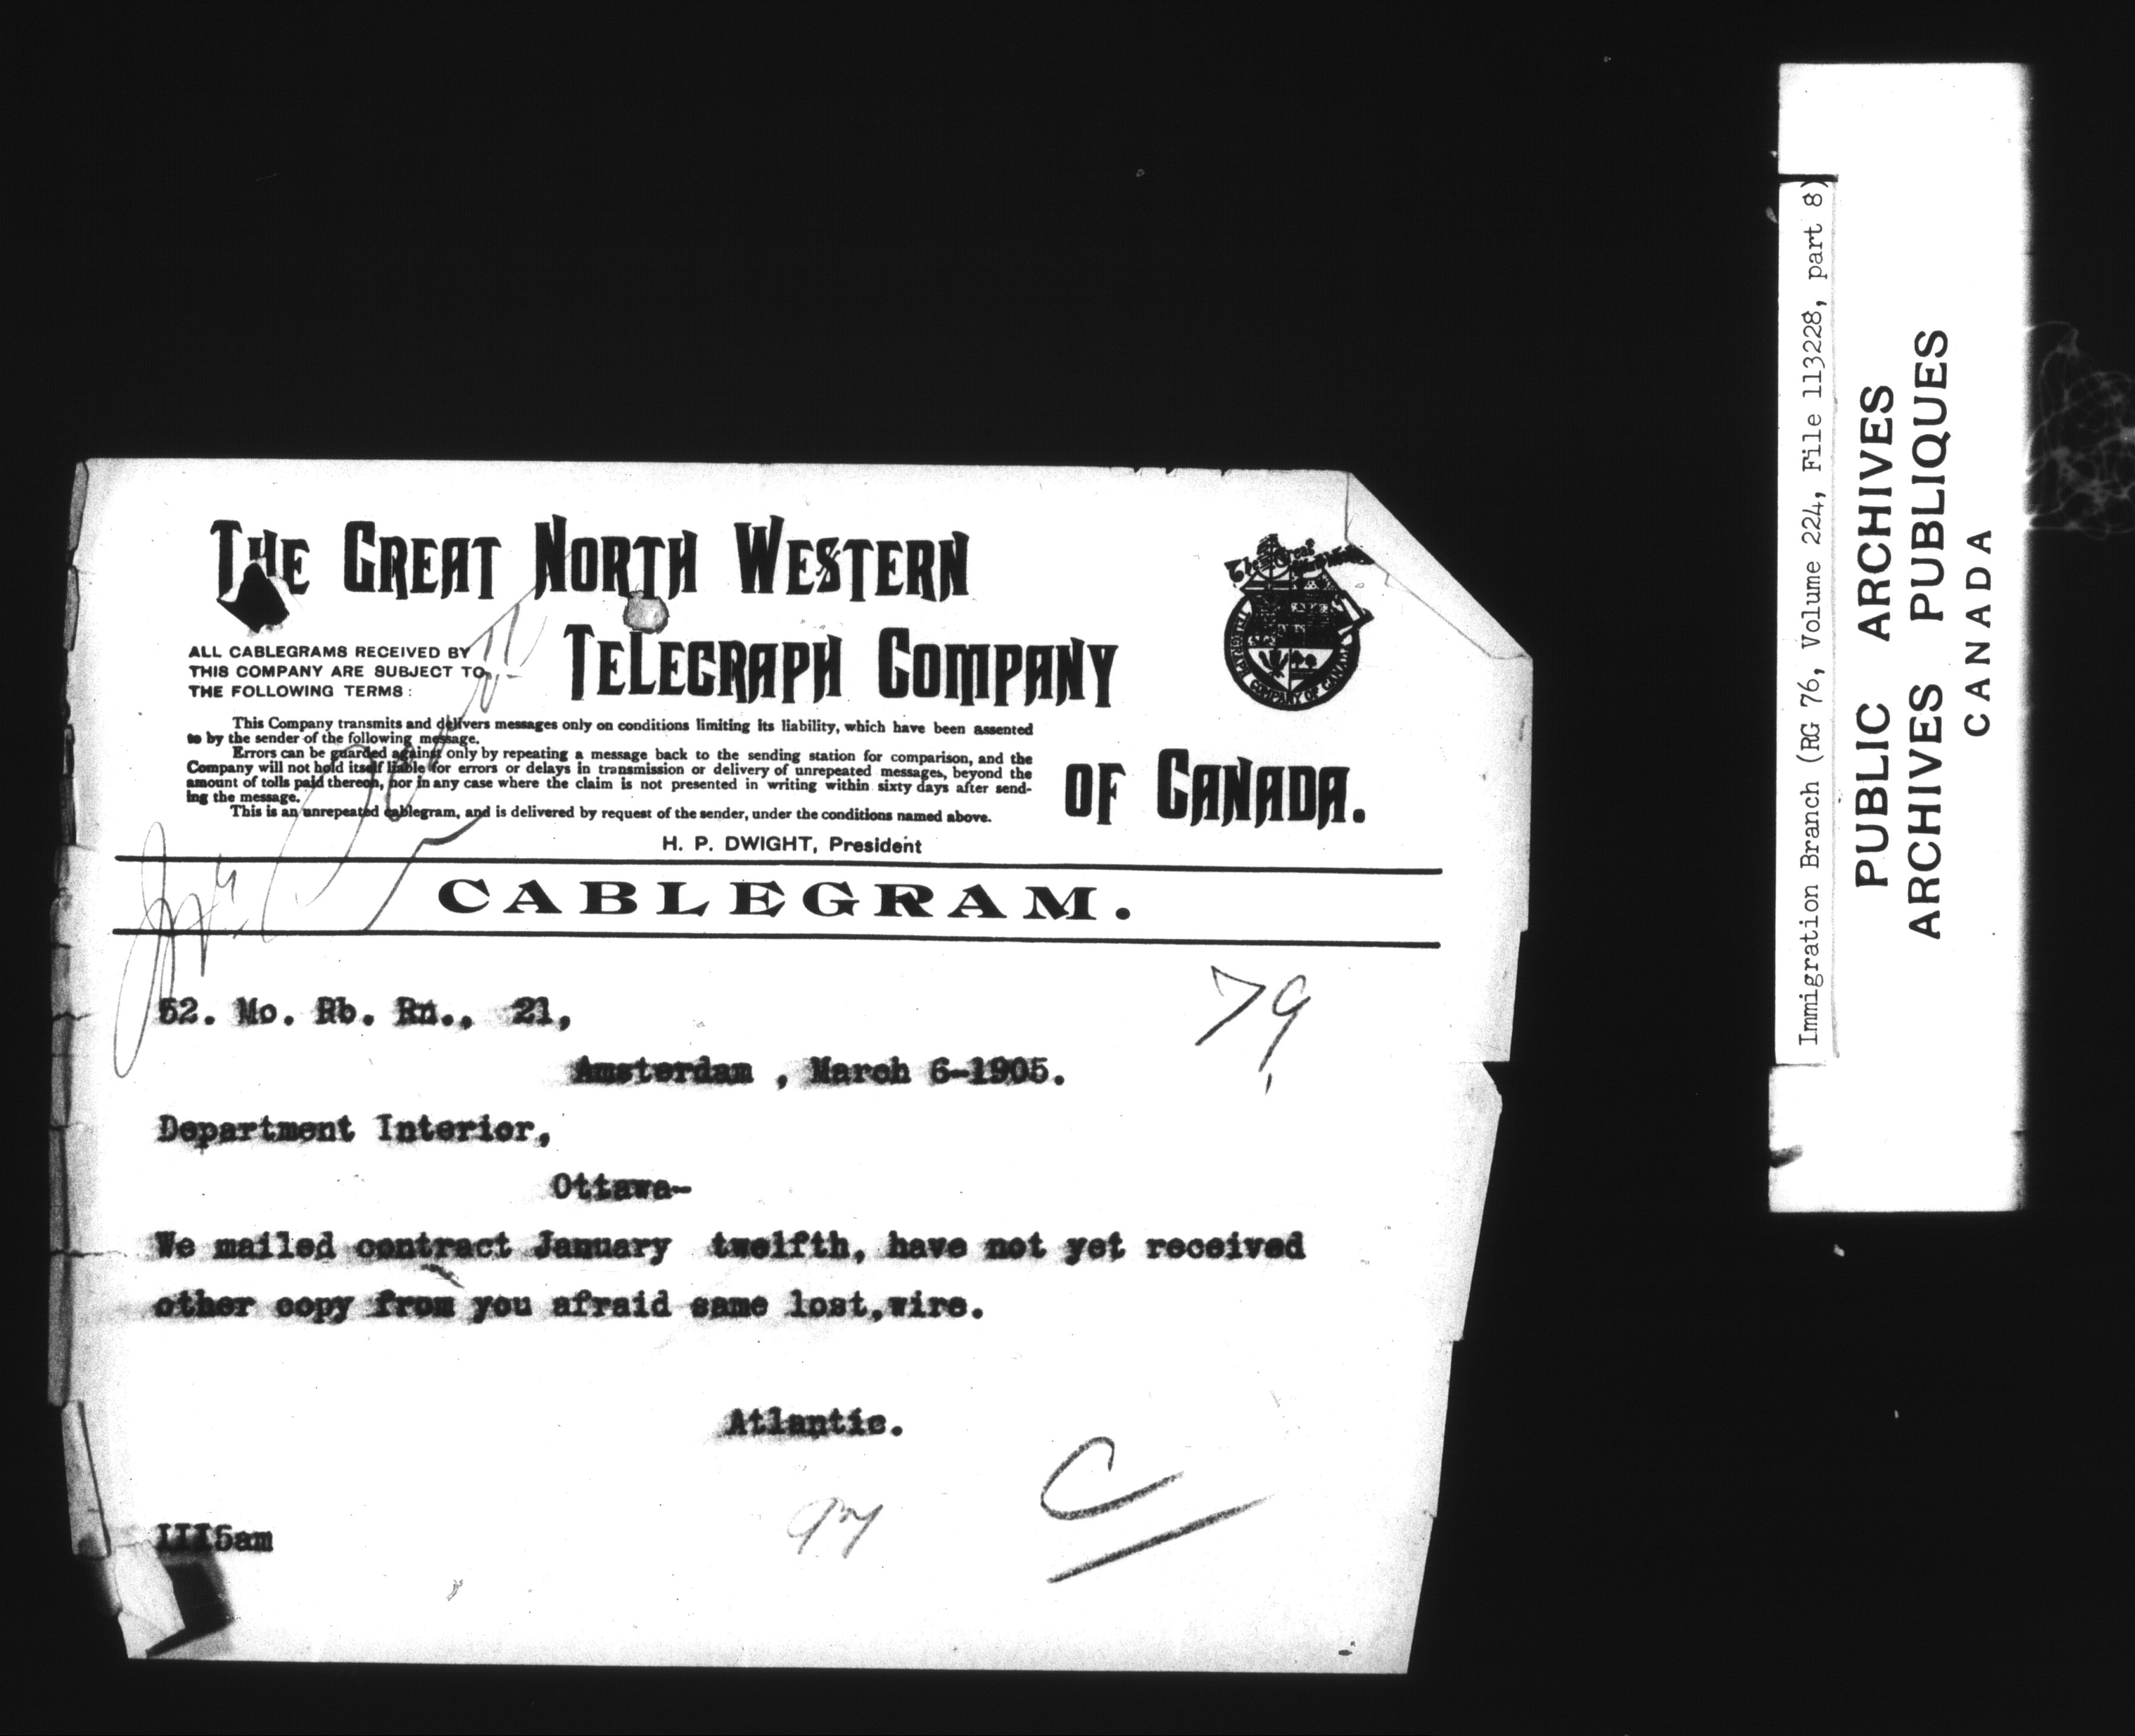 THE GREAT NORTH WESTERN
TELEGRAPH COMPANY
OF CANADA.
ALL CABLEGRAMS RECEIVED BY
THIS COMPANY ARE SUBJECT TO
THE FOLLOWING TERMS:
This Company transmits and delivers messages only on conditions limiting its liability, which have been assented
to by the sender of the following message.
Errors can be guarded against only by repeating a message back to the sending station for comparison, and the
Company will not hold itself liable for errors or delays in transmission or delivery of unrepeated messages, beyond the
amount of tolls paid thereon, nor in any case where the claim is not presented in writing within sixty days after send-
ing the message.
This is an unrepeated cablegram, and is delivered by request of the sender, under the conditions named above.
H. P. DWIGHT, President
The Great
TELEGRAPH COMPANY OF CANADA
CABLEGRAM.
79
52. Mo. Rb. Rn., 21,
Amsterdam , March 6-1905.
Department Interior,
Ottawa--
We mailed contract January twelfth, have not yet received
other copy from you afraid same lost,wire.
Atlantic.
C
III5am
Immigration Branch (RG 76, Volume 224, File 113228, part 8)
PUBLIC ARCHIVES
ARCHIVES PUBLIQUES
CANADA